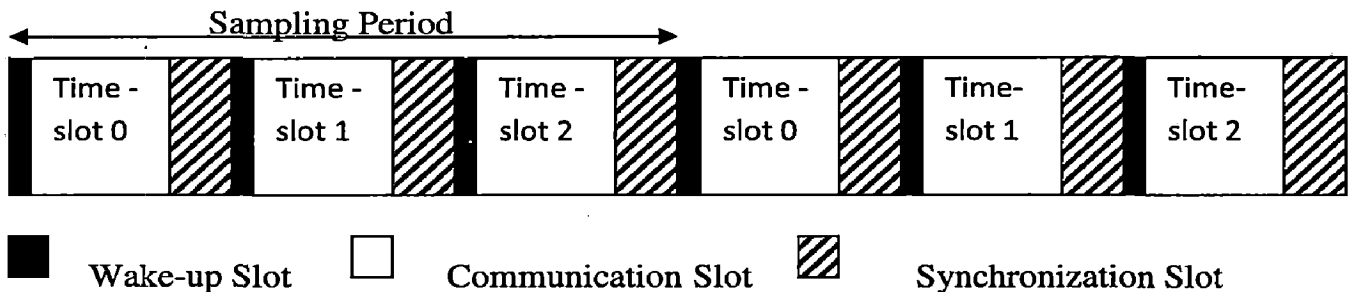 Sampling Period
Time - Time - Time - Time - Time- Time-
slot 0 slot 1 slot 2 slot 0 slot 1 slot 2
Wake-up Slot Communication Slot Synchronization Slot